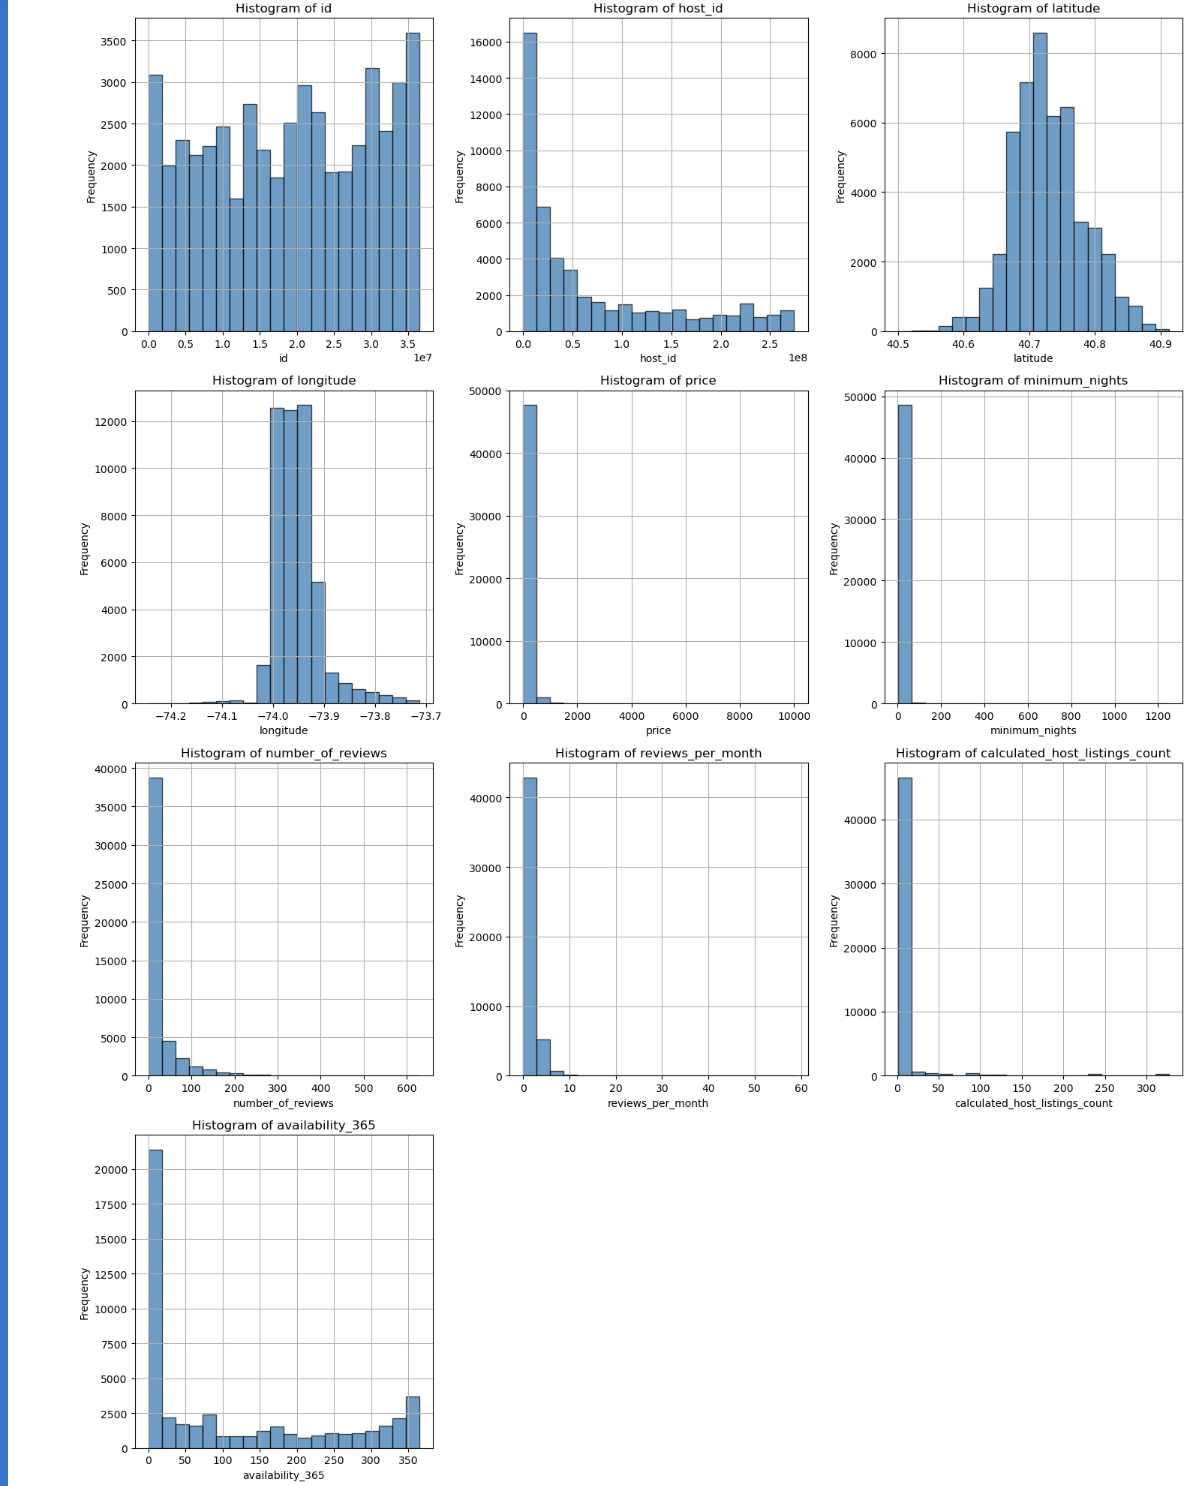 Histogram of id
Frequency
3500
3000
2500
2000
1500
1000
500
0
0.0 0.5 1.0 1.5 2.0 2.5 3.0 3.5
1e7
id
Histogram of host_id
Frequency
16000
14000
12000
10000
8000
6000
4000
2000
0
0.0 0.5 1.0 1.5 2.0 2.5
1e8
host_id
Histogram of latitude
Frequency
8000
6000
4000
2000
0
40.5 40.6 40.7 40.8 40.9
latitude
Histogram of longitude
Frequency
12000
10000
8000
6000
4000
2000
0
−74.2 −74.1 −74.0 −73.9 −73.8 −73.7
longitude
Histogram of price
Frequency
50000
40000
30000
20000
10000
0
0 2000 4000 6000 8000 10000
price
Histogram of minimum_nights
Frequency
50000
40000
30000
20000
10000
0
0 200 400 600 800 1000 1200
minimum_nights
Histogram of number_of_reviews
Frequency
40000
35000
30000
25000
20000
15000
10000
5000
0
0 100 200 300 400 500 600
number_of_reviews
Histogram of reviews_per_month
Frequency
40000
30000
20000
10000
0
0 10 20 30 40 50 60
reviews_per_month
Histogram of calculated_host_listings_count
Frequency
40000
30000
20000
10000
0
0 50 100 150 200 250 300
calculated_host_listings_count
Histogram of availability_365
Frequency
20000
17500
15000
12500
10000
7500
5000
2500
0
0 50 100 150 200 250 300 350
availability_365